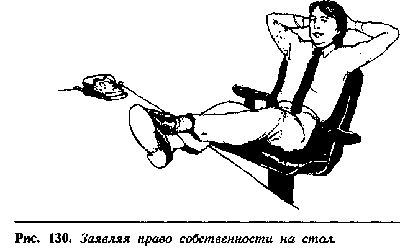 Рис. 130. Заявляя право собственности на стол.